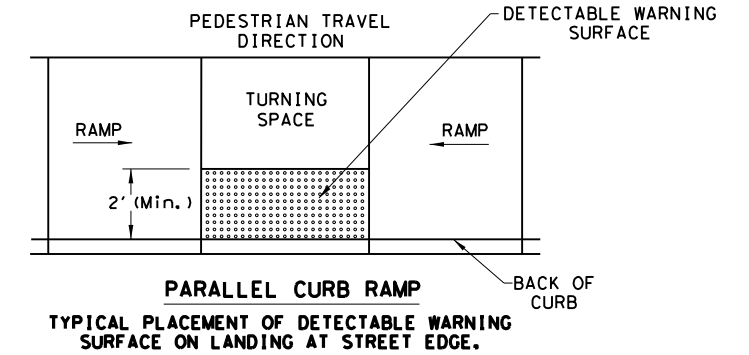 PEDESTRIAN TRAVEL
DIRECTION
DETECTABLE WARNING
SURFACE
TURNING
SPACE
RAMP
RAMP
2' (Min.)
BACK OF
CURB
PARALLEL CURB RAMP
TYPICAL PLACEMENT OF DETECTABLE WARNING
SURFACE ON LANDING AT STREET EDGE.